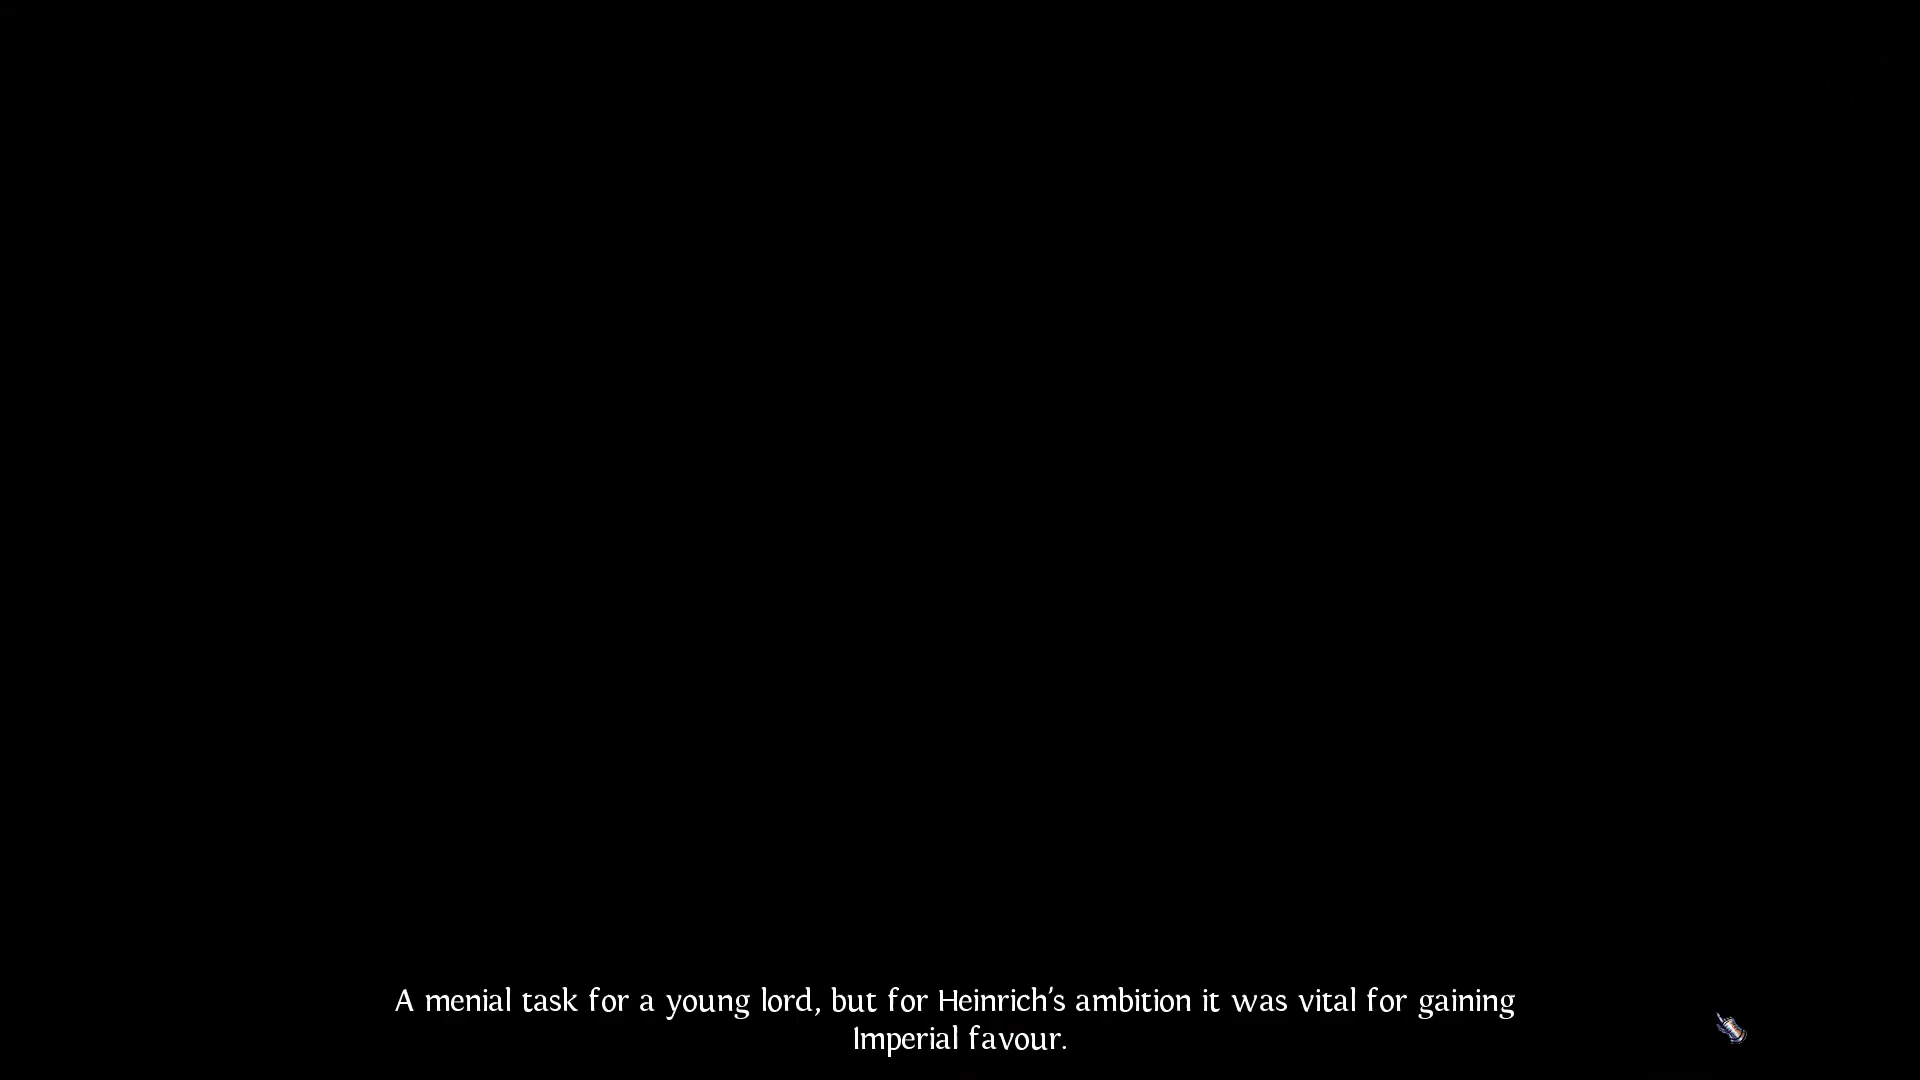 A menial task for a young lord, but for Heinrich's ambition it was vital for gaining
Imperial favour.